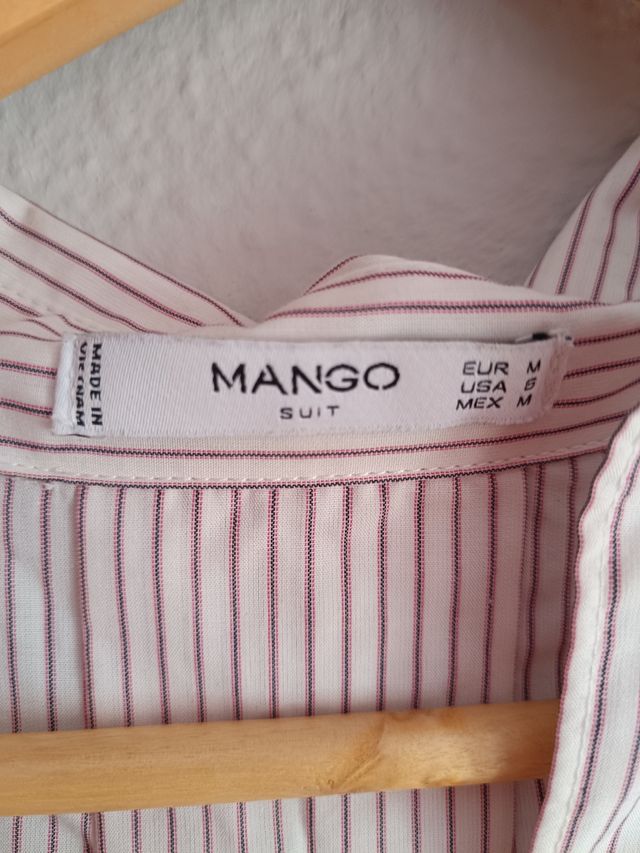 MADE IN
VIETNAM
MANGO
SUIT
EUR M
USA 6
MEX M